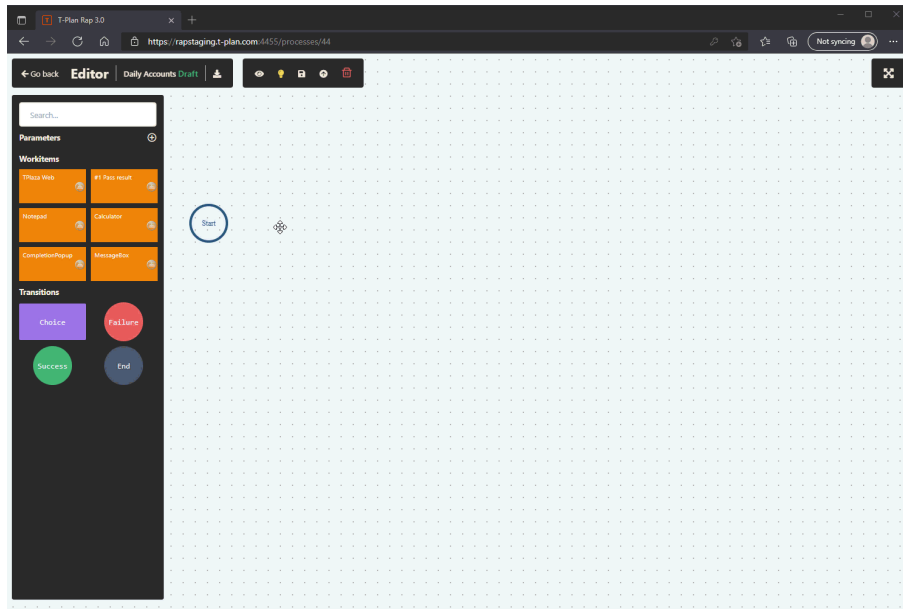 T-Plan Rap 3.0
https://rapstaging.t-plan.com:4455/processes/44
Not syncing
Go back Editor Daily Accounts Draft
Search...
Parameters
Workitems
TPlaza Web #1 Pass result
Notepad Calculator
CompletionPopup MessageBox
Transitions
Choice Failure
Success End
Start